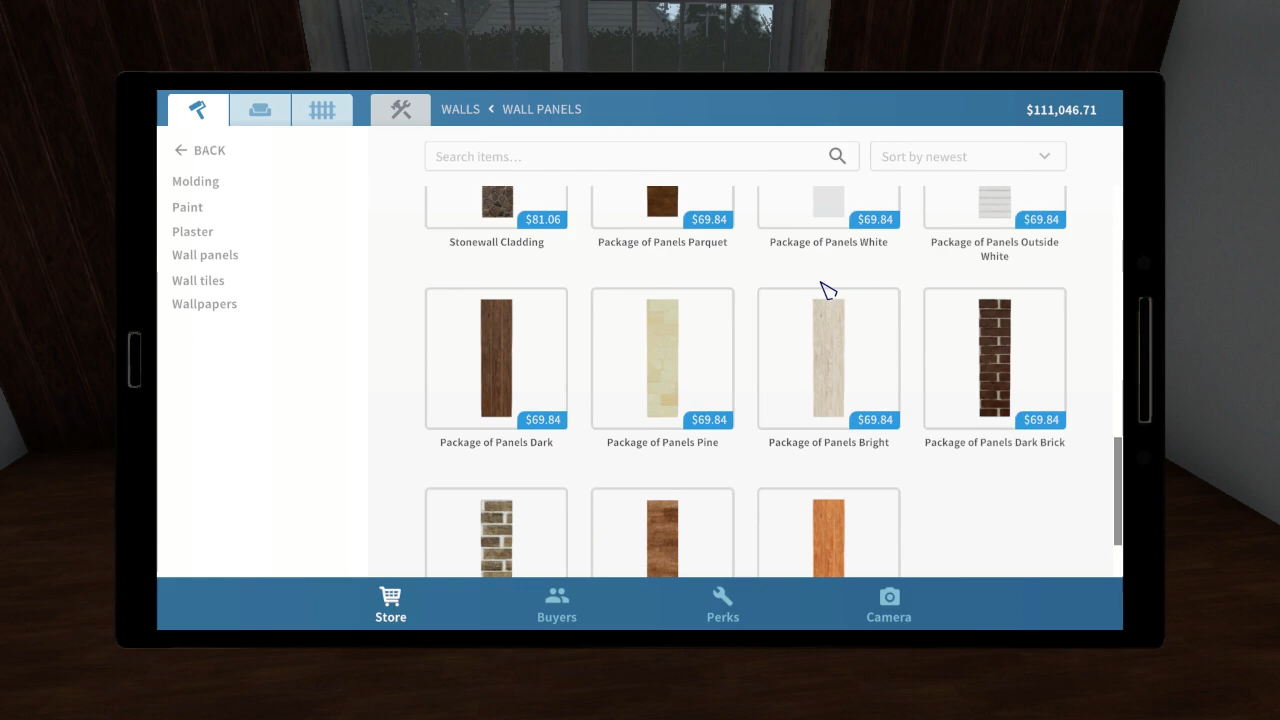 WALLS < WALL PANELS
$111,046.71
BACK
Search items...
Sort by newest
Molding
Paint
Plaster
Wall panels
Wall tiles
Wallpapers
$81.06
$69.84
$69.84
$69.84
Stonewall Cladding
Package of Panels Parquet
Package of Panels White
Package of Panels Outside
White
$69.84
$69.84
$69.84
$69.84
Package of Panels Dark
Package of Panels Pine
Package of Panels Bright
Package of Panels Dark Brick
Store
Buyers
Perks
Camera